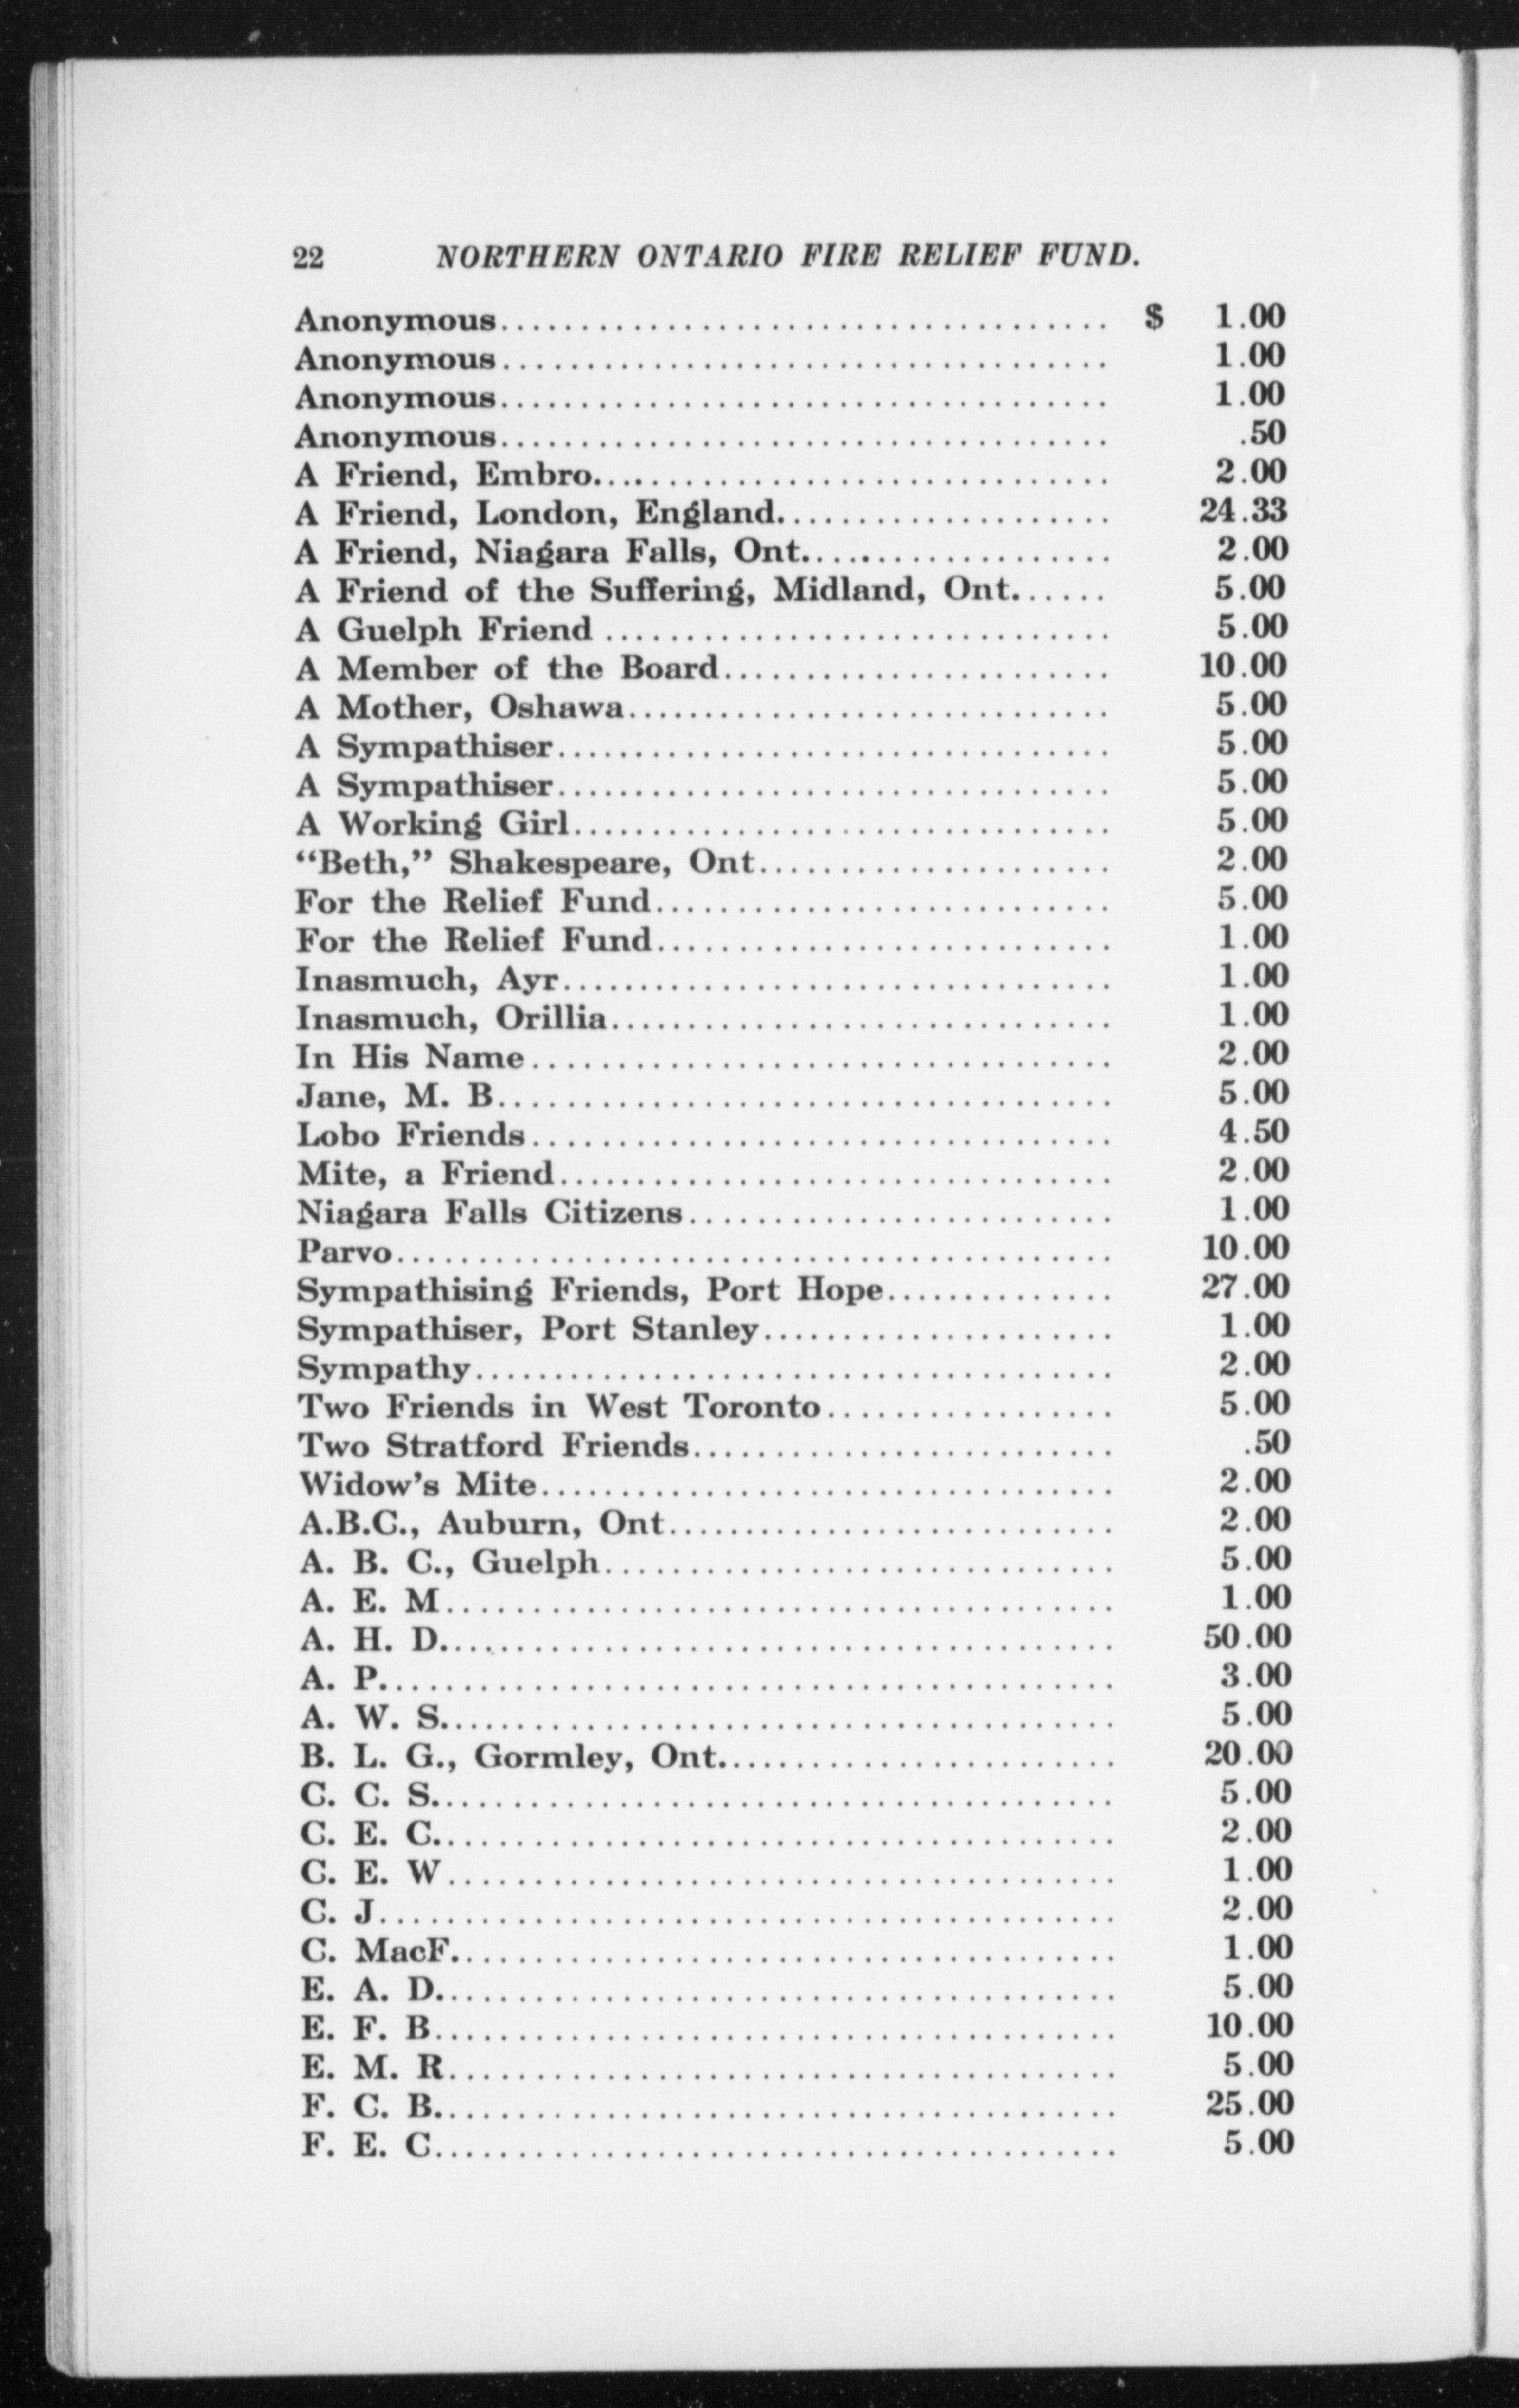 22 NORTHERN ONTARIO FIRE RELIEF FUND.
Anonymous.................................... $ 1.00
Anonymous.................................... 1.00
Anonymous.................................... 1.00
Anonymous.................................... .50
A Friend, Embro............................... 2.00
A Friend, London, England.................... 24.33
A Friend, Niagara Falls, Ont................... 2.00
A Friend of the Suffering, Midland, Ont...... 5.00
A Guelph Friend .............................. 5.00
A Member of the Board....................... 10.00
A Mother, Oshawa............................. 5.00
A Sympathiser................................. 5.00
A Sympathiser................................. 5.00
A Working Girl................................ 5.00
“Beth,” Shakespeare, Ont..................... 2.00
For the Relief Fund........................... 5.00
For the Relief Fund........................... 1.00
Inasmuch, Ayr................................. 1.00
Inasmuch, Orillia.............................. 1.00
In His Name................................... 2.00
Jane, M. B..................................... 5.00
Lobo Friends................................... 4.50
Mite, a Friend................................. 2.00
Niagara Falls Citizens......................... 1.00
Parvo.......................................... 10.00
Sympathising Friends, Port Hope.............. 27.00
Sympathiser, Port Stanley..................... 1.00
Sympathy...................................... 2.00
Two Friends in West Toronto................. 5.00
Two Stratford Friends......................... .50
Widow’s Mite.................................. 2.00
A.B.C., Auburn, Ont........................... 2.00
A. B. C., Guelph............................... 5.00
A. E. M........................................ 1.00
A. H. D........................................ 50.00
A. P............................................ 3.00
A. W. S........................................ 5.00
B. L. G., Gormley, Ont........................ 20.00
C. C. S......................................... 5.00
C. E. C......................................... 2.00
C. E. W........................................ 1.00
C. J............................................ 2.00
C. MacF........................................ 1.00
E. A. D......................................... 5.00
E. F. B......................................... 10.00
E. M. R........................................ 5.00
F. C. B......................................... 25.00
F. E. C......................................... 5.00